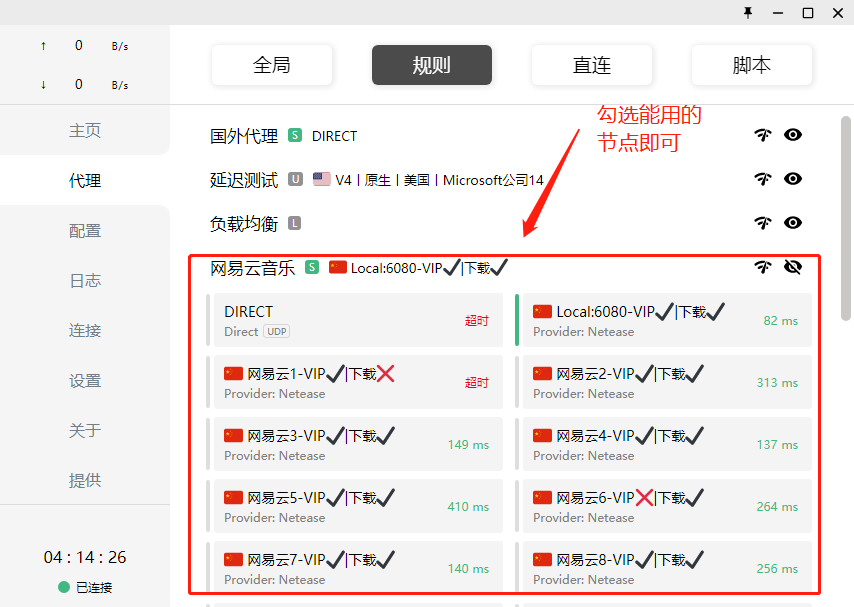 ↑ 0 B/s
↓ 0 B/s
主页
代理
配置
日志
连接
设置
关于
提供
04 : 14 : 26
已连接
全局 规则 直连 脚本
勾选能用的
节点即可
国外代理 S DIRECT
延迟测试 U 🇺🇸 V4 | 原生 | 美国 | Microsoft公司14
负载均衡 L
网易云音乐 S 🇨🇳 Local:6080-VIP✔|下载✔
DIRECT
Direct UDP
超时
🇨🇳 Local:6080-VIP✔|下载✔
Provider: Netease
82 ms
🇨🇳 网易云1-VIP✔|下载❌
Provider: Netease
超时
🇨🇳 网易云2-VIP✔|下载✔
Provider: Netease
313 ms
🇨🇳 网易云3-VIP✔|下载✔
Provider: Netease
149 ms
🇨🇳 网易云4-VIP✔|下载✔
Provider: Netease
137 ms
🇨🇳 网易云5-VIP✔|下载✔
Provider: Netease
410 ms
🇨🇳 网易云6-VIP❌|下载✔
Provider: Netease
264 ms
🇨🇳 网易云7-VIP✔|下载✔
Provider: Netease
140 ms
🇨🇳 网易云8-VIP✔|下载✔
Provider: Netease
256 ms